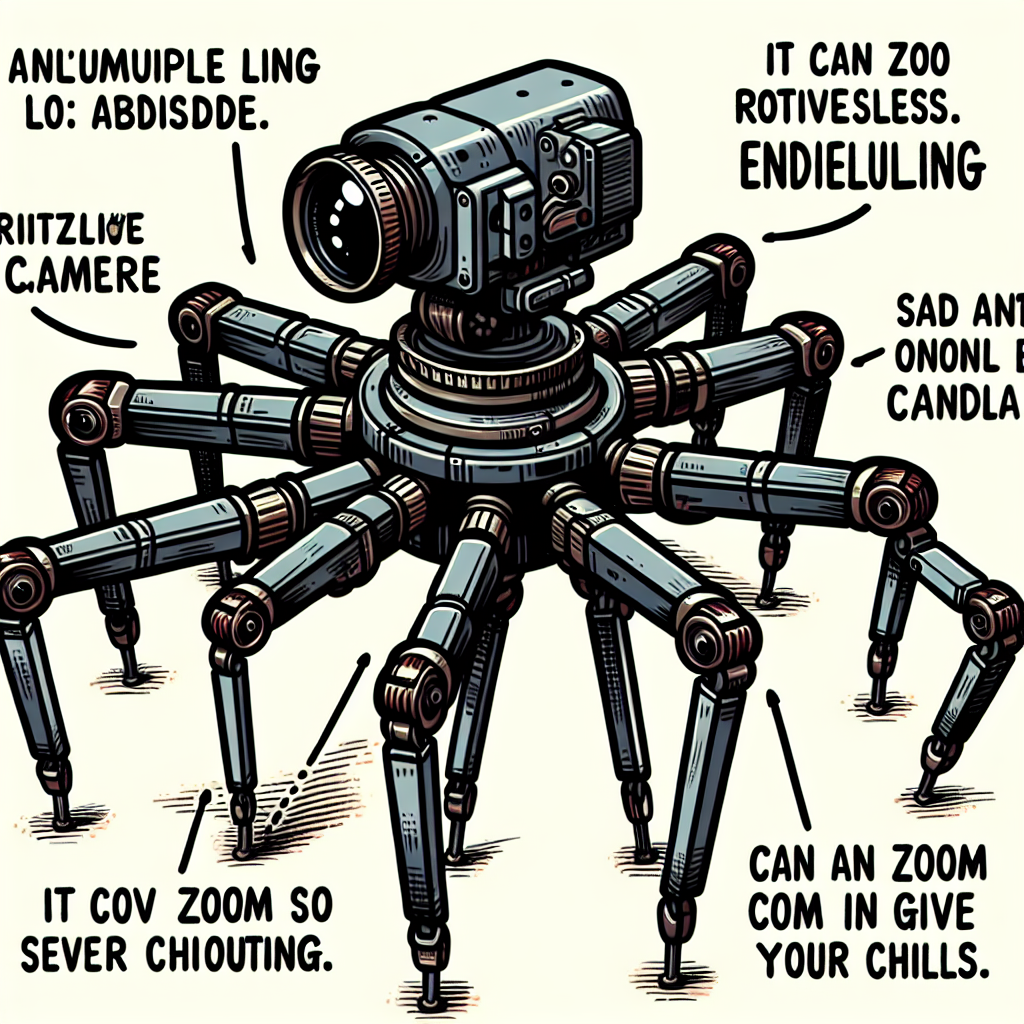 ANL'UMUIPLE LING
LO: ABDISDDE.
IT CAN ZOO
ROTIVESLESS.
ENDIELULING
RIITZLIVE
CAMERE
SAD ANT
ONONL E
CANDLA
IT COV ZOOM SO
SEVER CHIOUTING.
CAN AN ZOOM
COM IN GIVE
YOUR CHILLS.